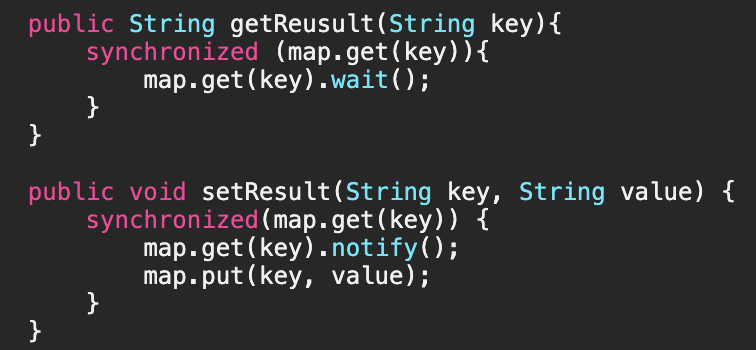 public String getReusult(String key){
    synchronized (map.get(key)){
        map.get(key).wait();
    }
}

public void setResult(String key, String value) {
    synchronized(map.get(key)) {
        map.get(key).notify();
        map.put(key, value);
    }
}